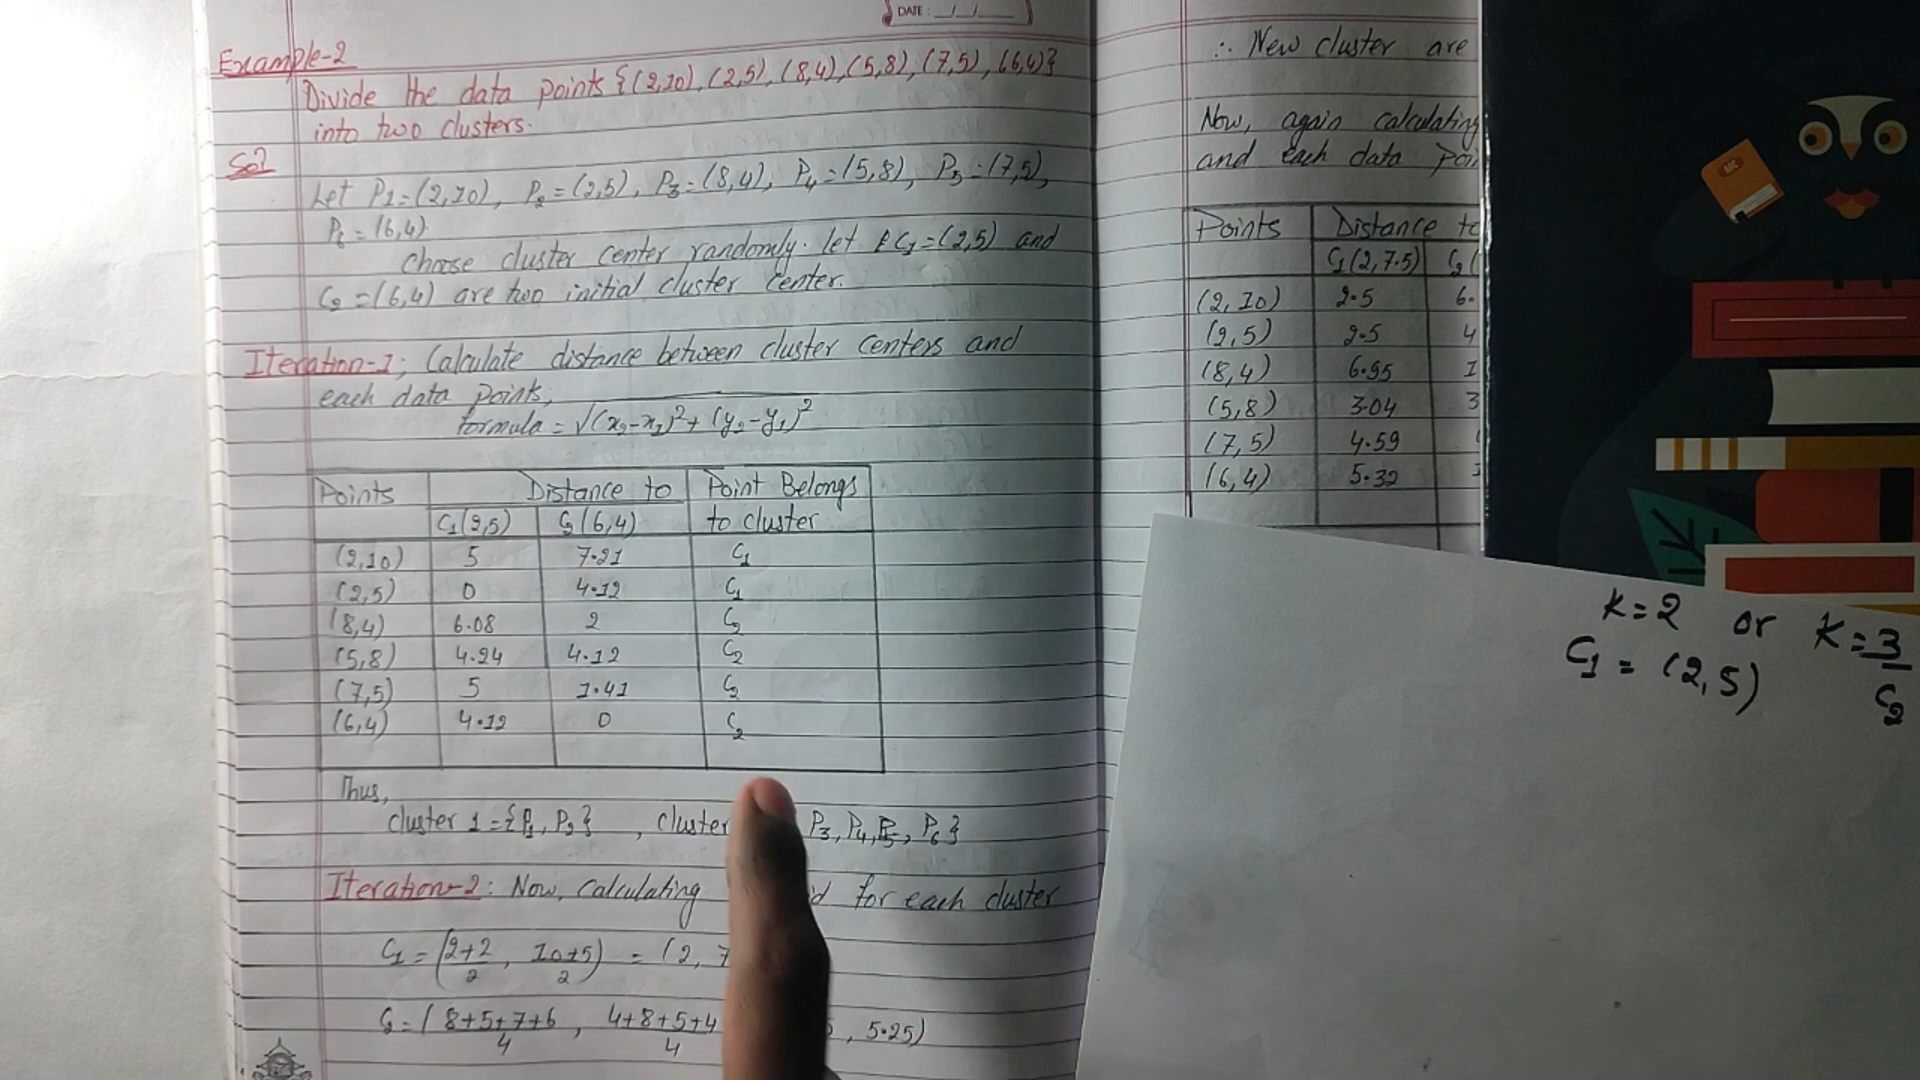 DATE : __/__/__
Example-2
Divide the data points {(2,10), (2,5), (8,4), (5,8), (7,5), (6,4)}
into two clusters.
Let P1=(2,10), P2=(2,5), P3=(8,4), P4=(5,8), P5=(7,5),
P6=(6,4).
Choose cluster center randomly. let C1=(2,5) and
C2=(6,4) are two initial cluster center.
Iteration-1; Calculate distance between cluster centers and
each data points,
formula = √(x2-x1)²+(y2-y1)²
Points Distance to Point Belongs
C1(2,5) C2(6,4) to cluster
(2,10) 5 7.21 C1
(2,5) 0 4.12 C1
(8,4) 6.08 2 C2
(5,8) 4.24 4.12 C2
(7,5) 5 1.41 C2
(6,4) 4.12 0 C2
Thus,
cluster 1={P1, P2} , cluster P3, P4, P5, P6}
Iteration-2: Now, calculating for each cluster
C1 = (2+2/2, 10+5/2) = (2, 7
C2=(8+5+7+6/4, 4+8+5+4/4 , 5.25)
∴ New cluster are
Now, again calculating
and each data
Points Distance to
C1(2,7.5) C2(
(2,10) 2.5 6.
(2,5) 2.5 4
(8,4) 6.95 1
(5,8) 3.04 3
(7,5) 4.59
(6,4) 5.32
K=2 or K=3
C1 = (2,5) C2